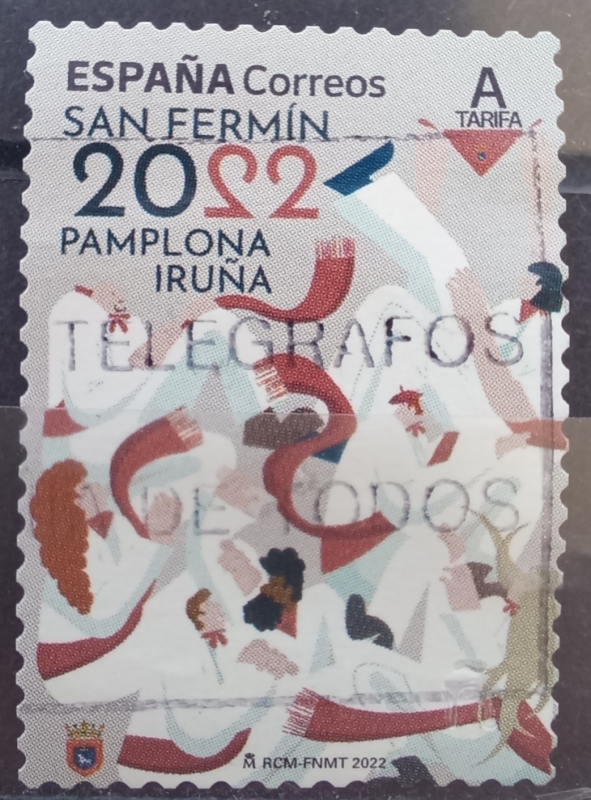 ESPAÑA Correos
A
TARIFA
SAN FERMÍN
2022
PAMPLONA
IRUÑA
TELEGRAFOS
DE TODOS
RCM-FNMT 2022